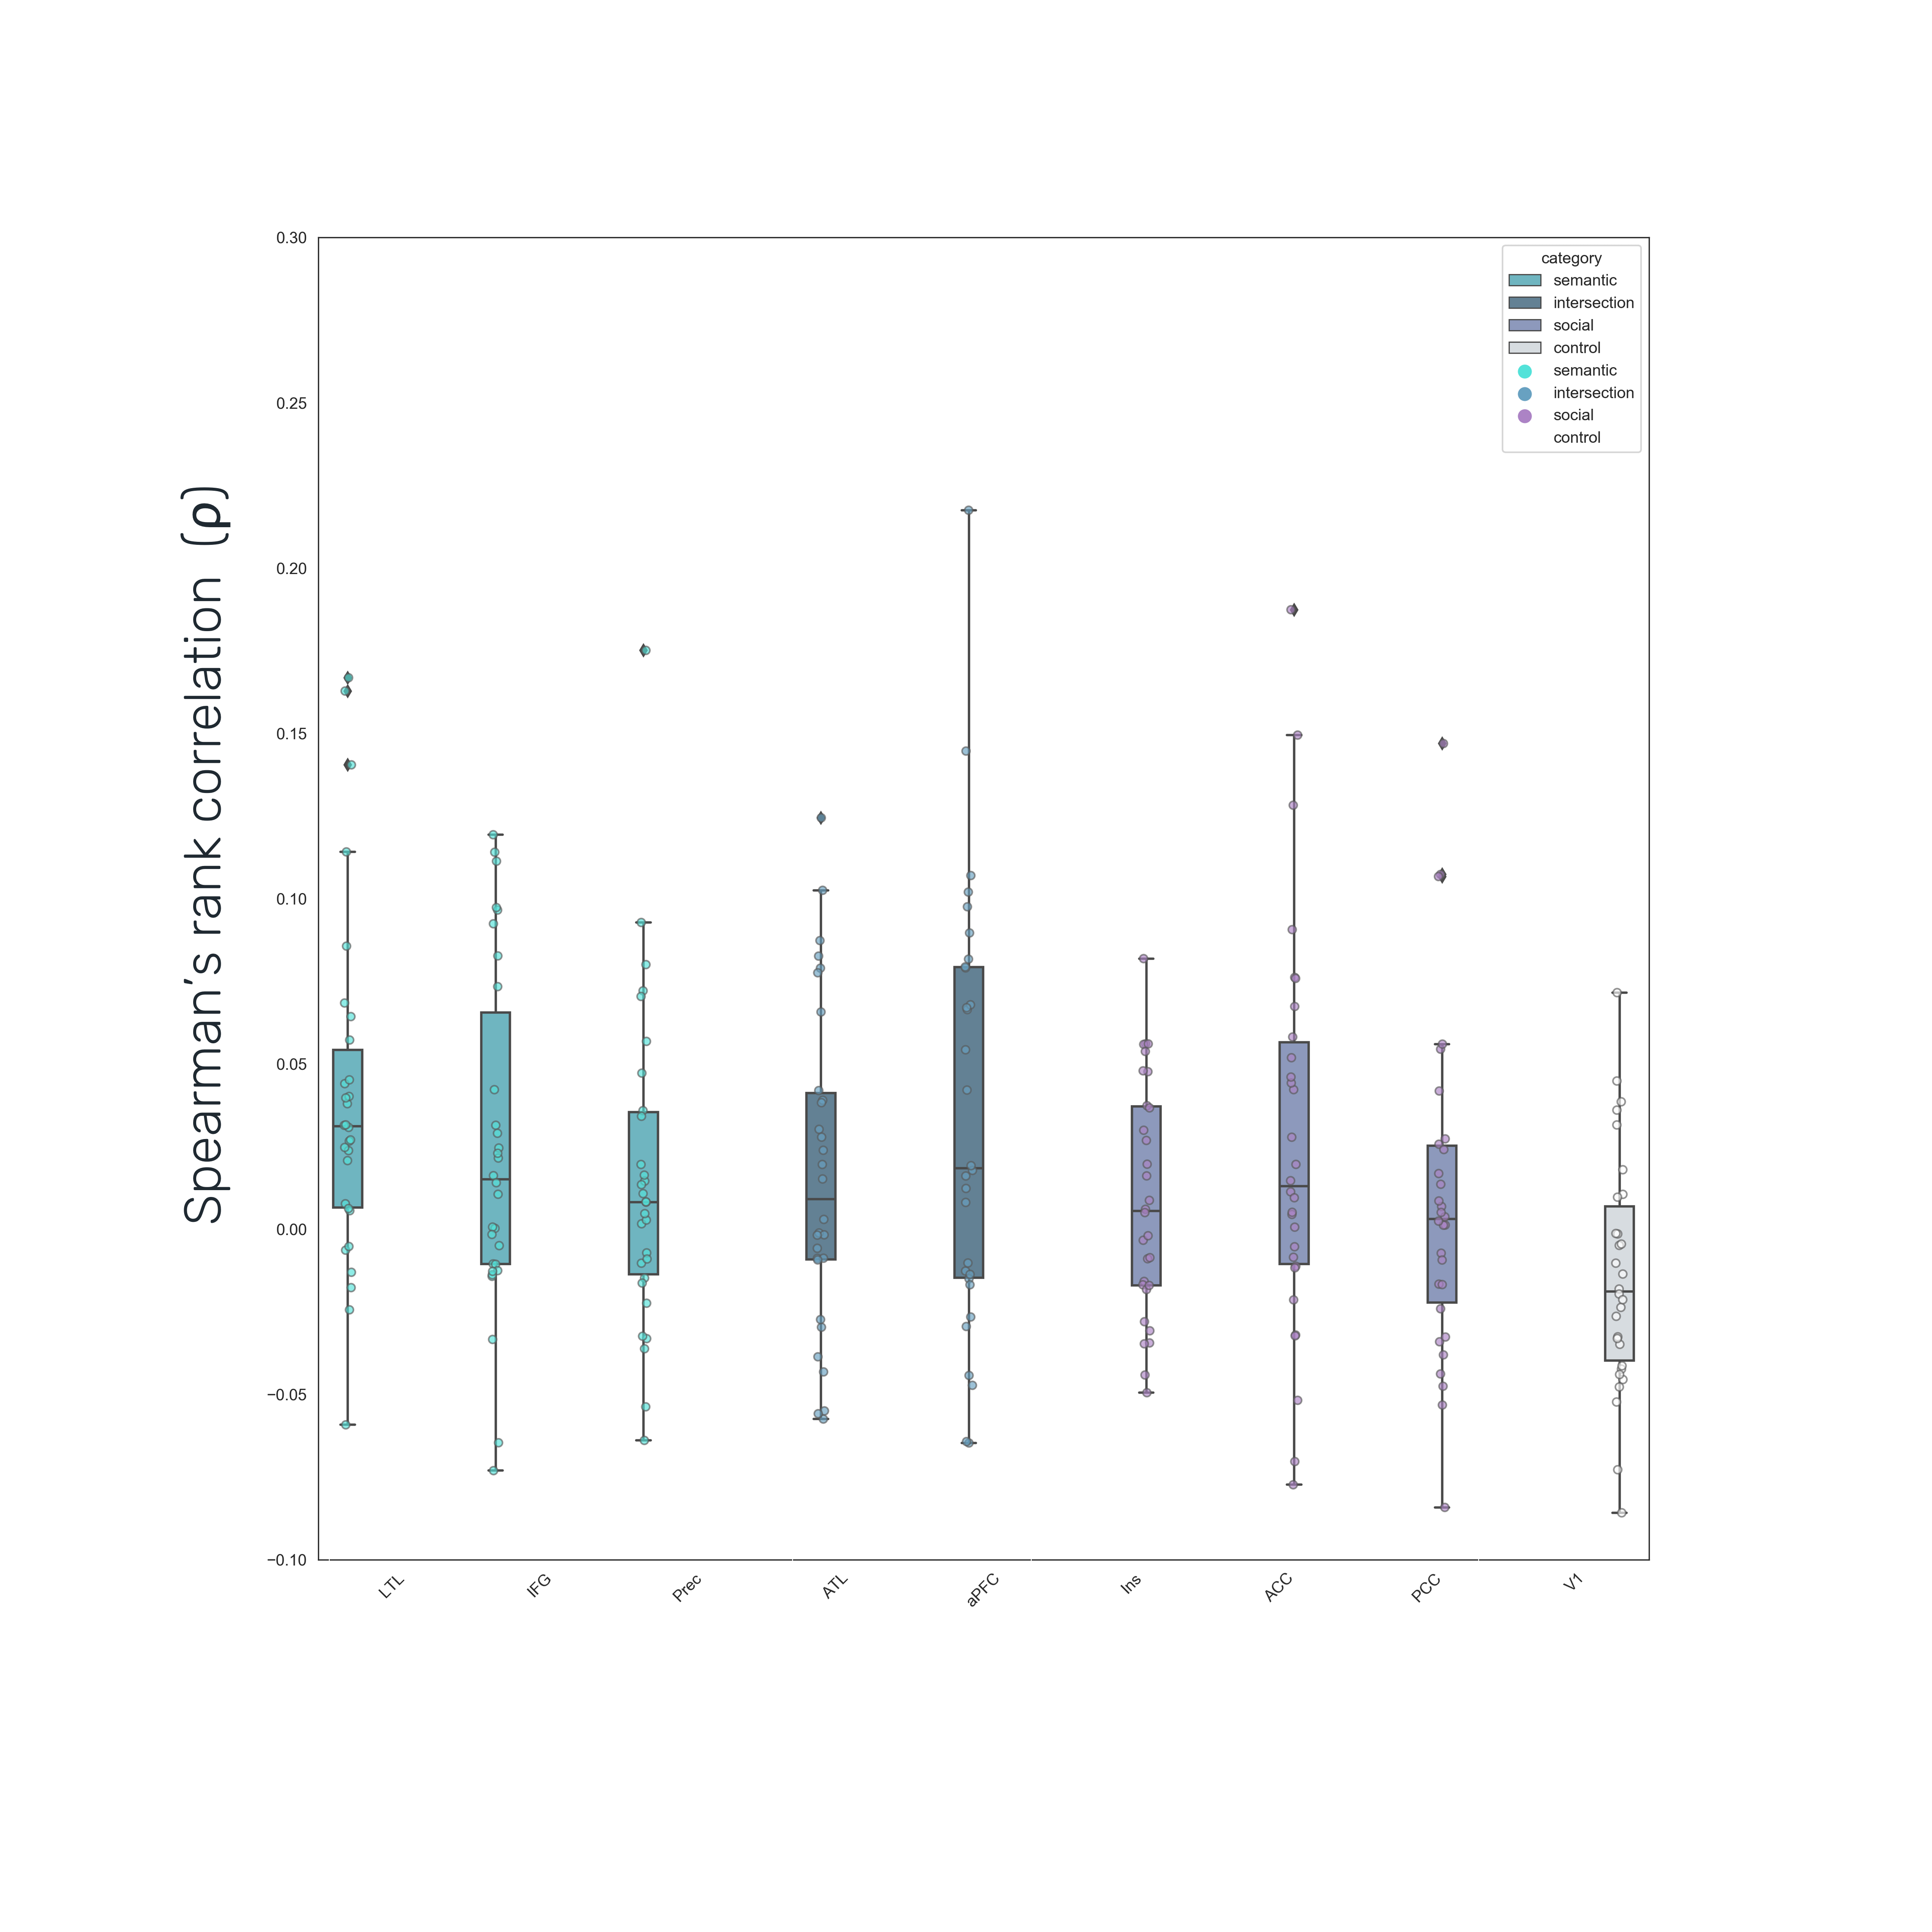 Spearman's rank correlation (ρ)
0.30
0.25
0.20
0.15
0.10
0.05
0.00
−0.05
−0.10
LTL
IFG
Prec
ATL
aPFC
Ins
ACC
PCC
V1
category
semantic
intersection
social
control
semantic
intersection
social
control